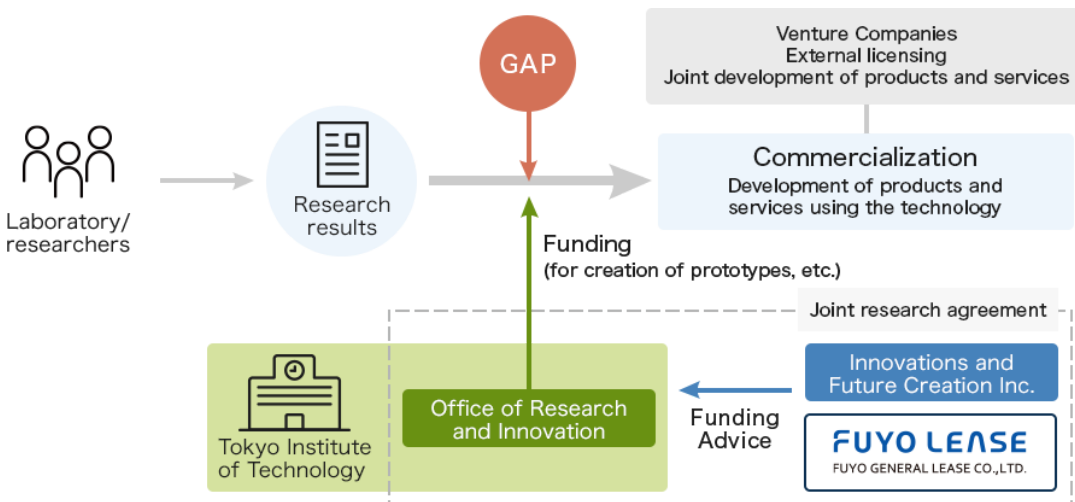 GAP
Venture Companies
External licensing
Joint development of products and services
Laboratory/
researchers
Research
results
Commercialization
Development of products and
services using the technology
Funding
(for creation of prototypes, etc.)
Joint research agreement
Tokyo Institute
of Technology
Office of Research
and Innovation
Funding
Advice
Innovations and
Future Creation Inc.
FUYO LEASE
FUYO GENERAL LEASE CO.,LTD.